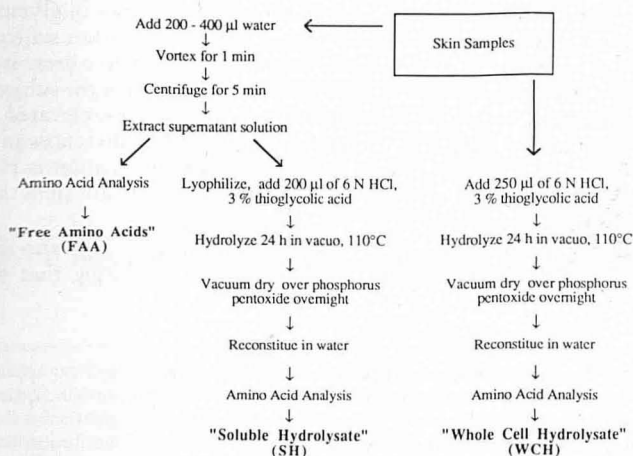 Add 200 - 400 µl water
Skin Samples
Vortex for 1 min
Centrifuge for 5 min
Extract supernatant solution
Amino Acid Analysis
"Free Amino Acids"
(FAA)
Lyophilize, add 200 µl of 6 N HCl,
3 % thioglycolic acid
Hydrolyze 24 h in vacuo, 110°C
Vacuum dry over phosphorus
pentoxide overnight
Reconstitue in water
Amino Acid Analysis
"Soluble Hydrolysate"
(SH)
Add 250 µl of 6 N HCl,
3 % thioglycolic acid
Hydrolyze 24 h in vacuo, 110°C
Vacuum dry over phosphorus
pentoxide overnight
Reconstitue in water
Amino Acid Analysis
"Whole Cell Hydrolysate"
(WCH)